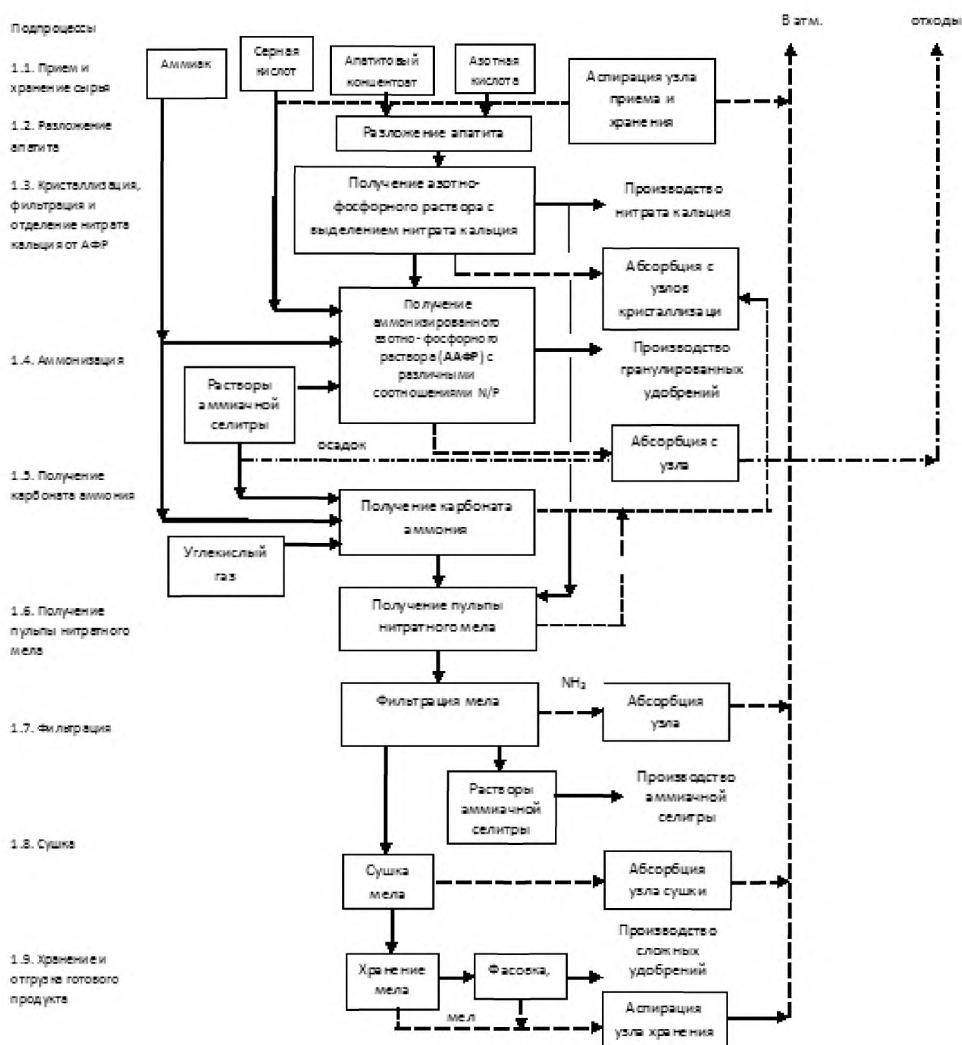 В атм.
отходы
Подпроцессы
1.1. Прием и
хранение сырья
Аммиак
Серная
кислот
Апатитовый
концентрат
Азотная
кислота
Аспирация узла
приема и
хранения
1.2. Разложение
апатита
Разложение апатита
1.3. Кристаллизация,
фильтрация и
отделение нитрата
кальция от АФР
Получение азотно-
фосфорного раствора с
выделением нитрата кальция
Производство
нитрата кальция
Абсорбция с
узлов
кристаллизаци
1.4. Аммонизация
Получение
аммонизированного
азотно- фосфорного
раствора (ААФР) с
различными
соотношениями N/P
Производство
гранулированных
удобрений
Растворы
аммиачной
селитры
осадок
Абсорбция с
узла
1.5. Получение
карбоната аммония
Получение карбоната
аммония
Углекислый
газ
1.6. Получение
пульпы нитратного
мела
Получение пульпы
нитратного мела
1.7. Фильтрация
Фильтрация мела
NH₃
Абсорбция
узла
Растворы
аммиачной
селитры
Производство
аммиачной
селитры
1.8. Сушка
Сушка
мела
Абсорбция
узла сушки
1.9. Хранение и
отгрузка готового
продукта
Хранение
мела
Фасовка,
Производство
сложных
удобрений
мел
Аспирация
узла хранения